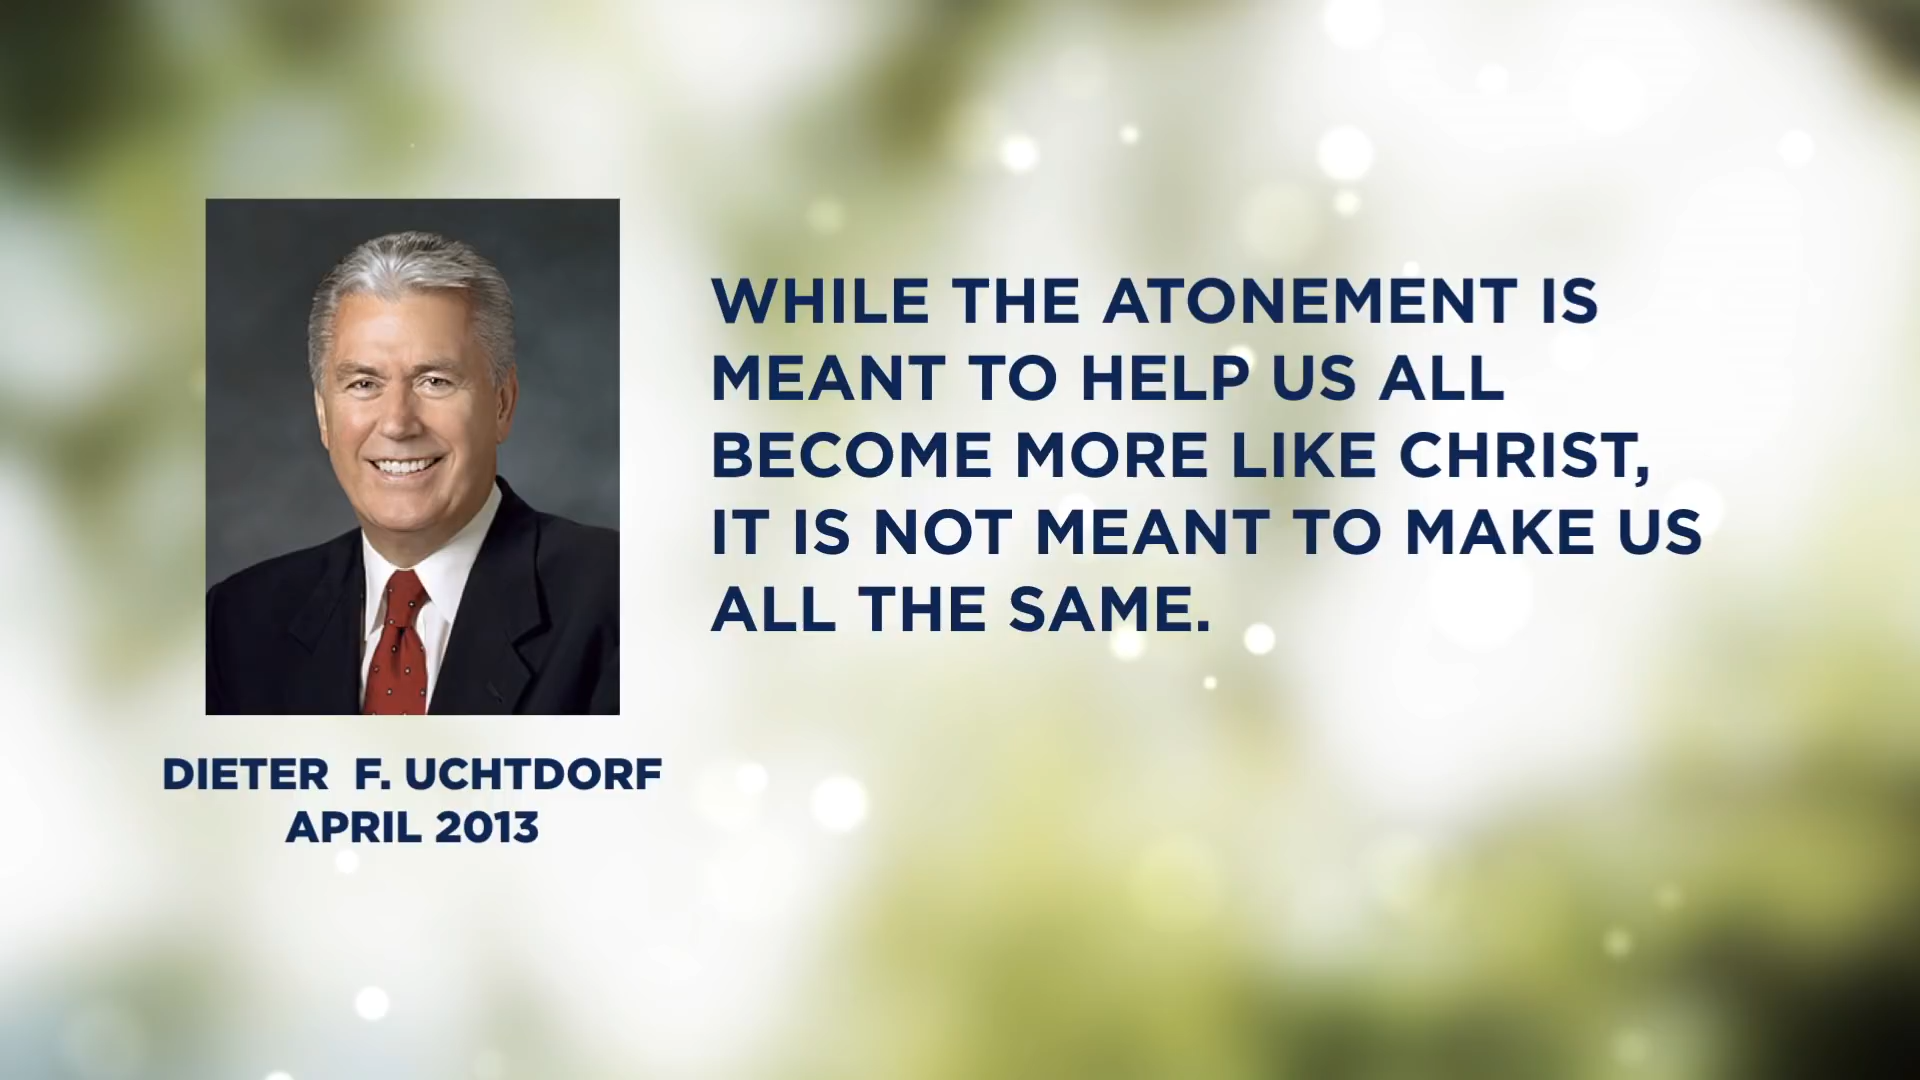 WHILE THE ATONEMENT IS
MEANT TO HELP US ALL
BECOME MORE LIKE CHRIST,
IT IS NOT MEANT TO MAKE US
ALL THE SAME.
DIETER F. UCHTDORF
APRIL 2013